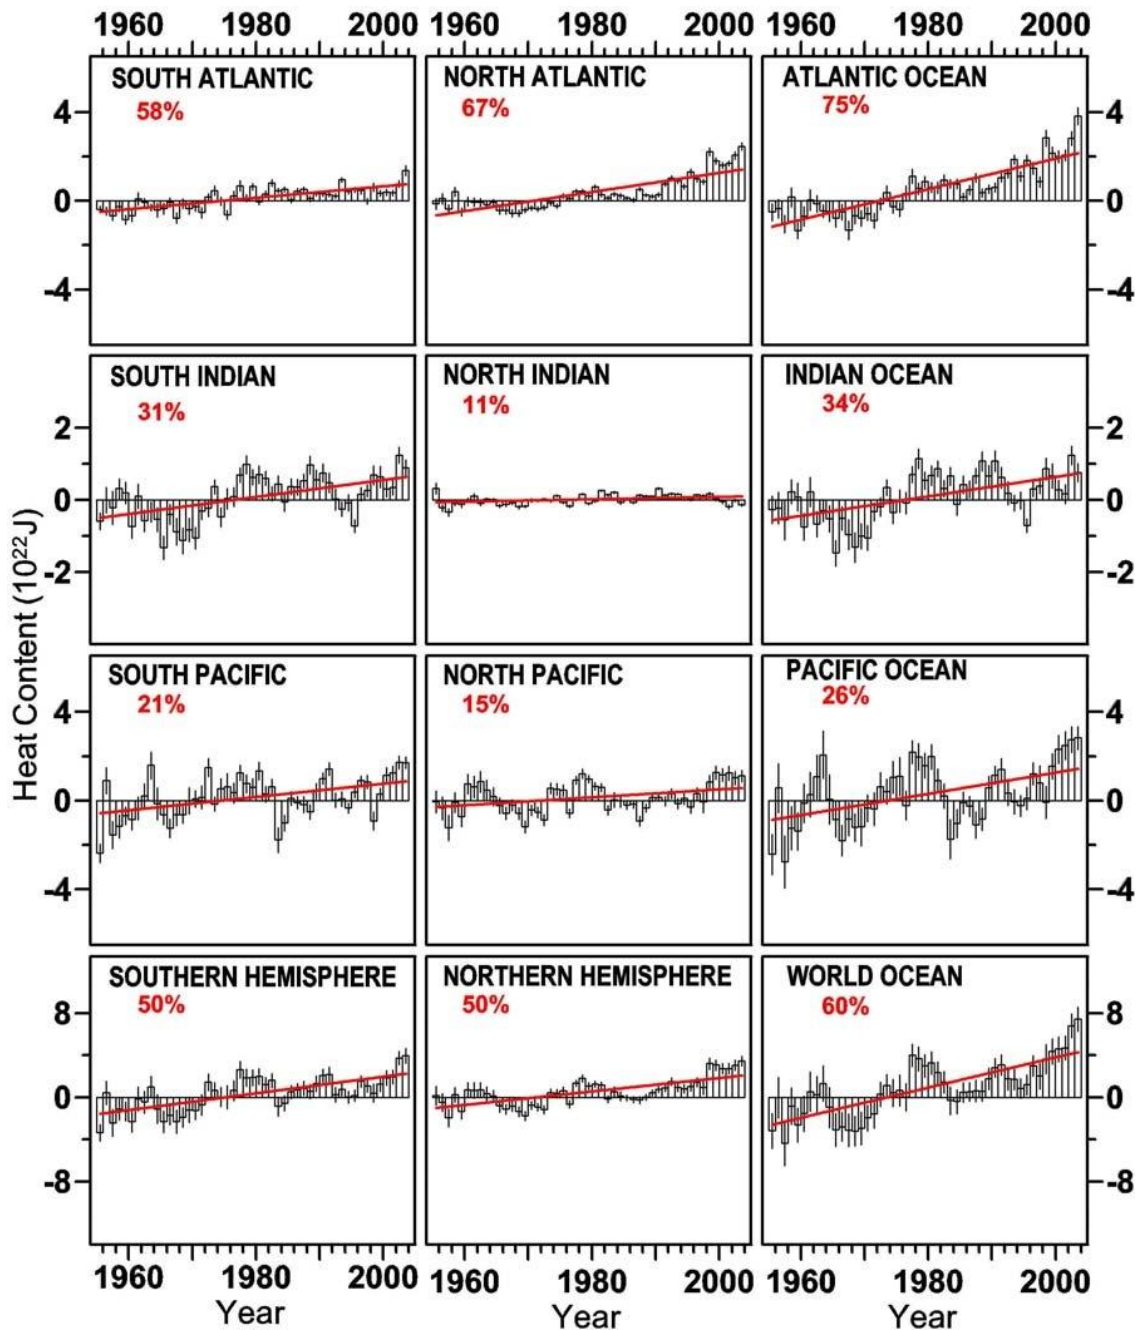 1960 1980 2000 1960 1980 2000 1960 1980 2000
SOUTH ATLANTIC NORTH ATLANTIC ATLANTIC OCEAN
58% 67% 75%
4 4
0 0
-4 -4
SOUTH INDIAN NORTH INDIAN INDIAN OCEAN
31% 11% 34%
2 2
0 0
-2 -2
Heat Content (10²²J)
SOUTH PACIFIC NORTH PACIFIC PACIFIC OCEAN
21% 15% 26%
4 4
0 0
-4 -4
SOUTHERN HEMISPHERE NORTHERN HEMISPHERE WORLD OCEAN
50% 50% 60%
8 8
0 0
-8 -8
1960 1980 2000 1960 1980 2000 1960 1980 2000
Year Year Year